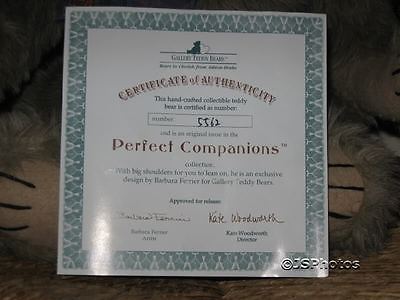 GALLERY TEDDY BEARS™
Bears to Cherish from Ashton-Drake
CERTIFICATE of AUTHENTICITY
This hand-crafted collectible teddy
bear is certified as number:
number 5562
and is an original issue in the
Perfect Companions™
collection.
With big shoulders for you to lean on, he is an exclusive
design by Barbara Ferrier for Gallery Teddy Bears.
Approved for release:
Barbara Ferrier Kate Woodworth
Barbara Ferrier Kate Woodworth
Artist Director
©JSPhotos